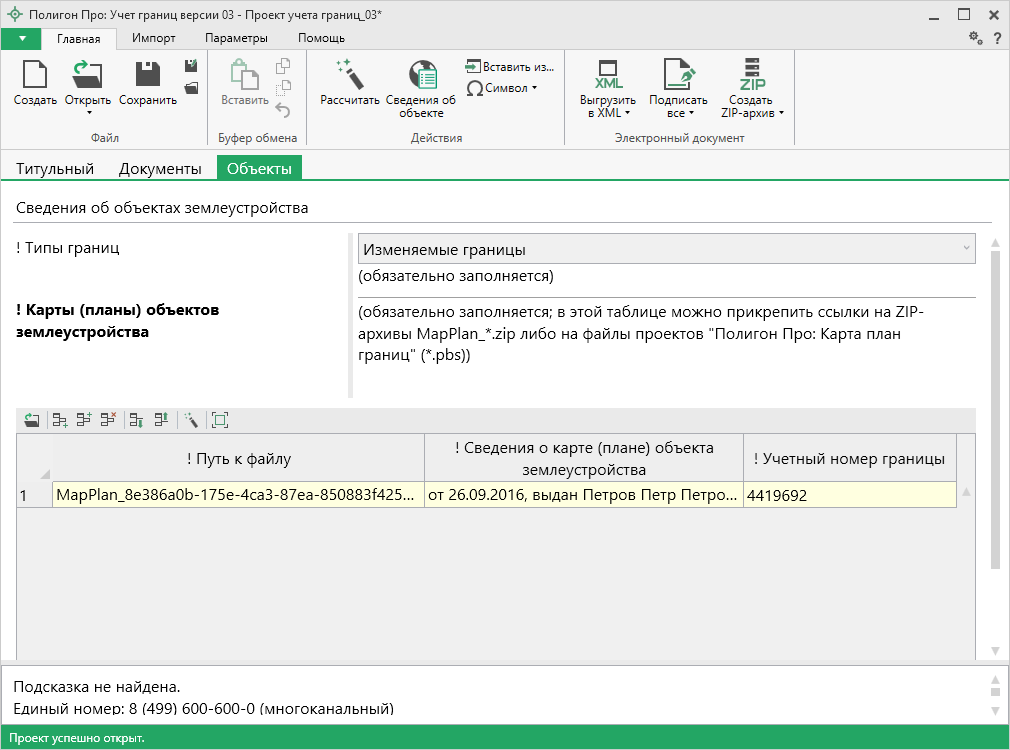 Полигон Про: Учет границ версии 03 - Проект учета границ_03*
Главная Импорт Параметры Помощь ?
Создать Открыть Сохранить
Файл
Вставить
Буфер обмена
Рассчитать Сведения об
объекте
Вставить из...
Символ
Действия
XML
Выгрузить
в XML
Подписать
все
ZIP
Создать
ZIP-архив
Электронный документ
Титульный Документы Объекты
Сведения об объектах землеустройства
! Типы границ
Изменяемые границы
(обязательно заполняется)
! Карты (планы) объектов
землеустройства
(обязательно заполняется; в этой таблице можно прикрепить ссылки на ZIP-
архивы MapPlan_*.zip либо на файлы проектов "Полигон Про: Карта план
границ" (*.pbs))
! Путь к файлу
! Сведения о карте (плане) объекта
землеустройства
! Учетный номер границы
1 MapPlan_8e386a0b-175e-4ca3-87ea-850883f425... от 26.09.2016, выдан Петров Петр Петро... 4419692
Подсказка не найдена.
Единый номер: 8 (499) 600-600-0 (многоканальный)
Проект успешно открыт.